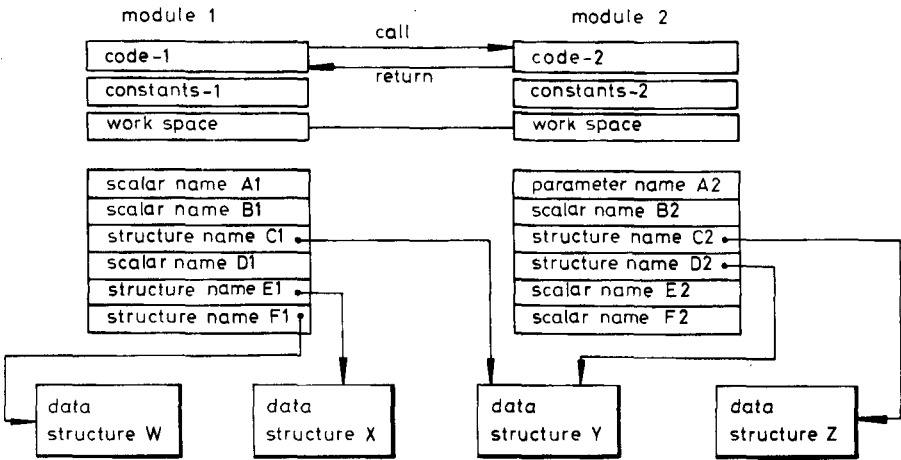 module 1
module 2
call
code-1
code-2
return
constants-1
constants-2
work space
work space
scalar name A1
scalar name B1
structure name C1
scalar name D1
structure name E1
structure name F1
parameter name A2
scalar name B2
structure name C2
structure name D2
scalar name E2
scalar name F2
data
structure W
data
structure X
data
structure Y
data
structure Z